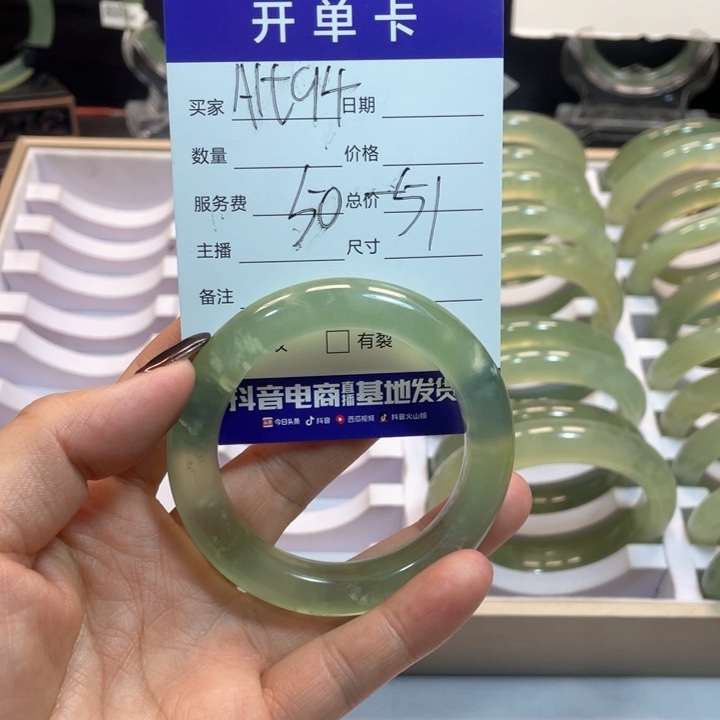 开单卡
买家 Alt94 日期
数量 价格
服务费 50 总价 51
主播 尺寸
备注
有裂
抖音电商直播基地发货
今日头条 抖音 西瓜视频 抖音火山版